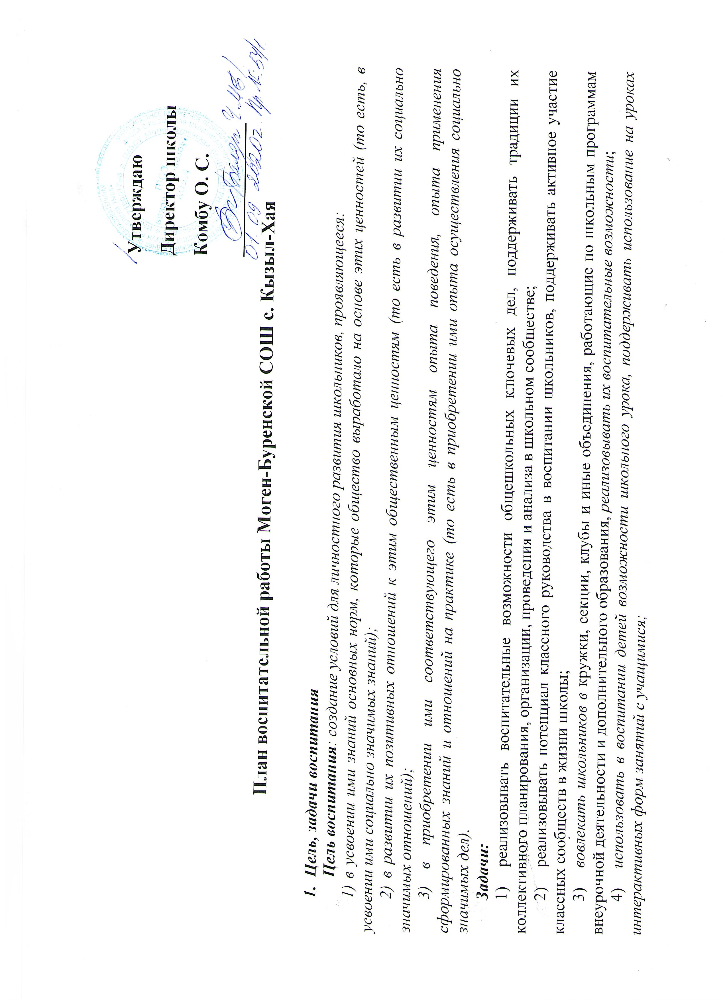 Утверждаю
Директор школы
Комбу О. С.
01.09 2020г.
План воспитательной работы Моген-Буренской СОШ с. Кызыл-Хая
1. Цель, задачи воспитания
Цель воспитания: создание условий для личностного развития школьников, проявляющееся:
1) в усвоении ими знаний основных норм, которые общество выработало на основе этих ценностей (то есть, в
усвоении ими социально значимых знаний);
2) в развитии их позитивных отношений к этим общественным ценностям (то есть в развитии их социально
значимых отношений);
3) в приобретении ими соответствующего этим ценностям опыта поведения, опыта применения
сформированных знаний и отношений на практике (то есть в приобретении ими опыта осуществления социально
значимых дел).
Задачи:
1) реализовывать воспитательные возможности общешкольных ключевых дел, поддерживать традиции их
коллективного планирования, организации, проведения и анализа в школьном сообществе;
2) реализовывать потенциал классного руководства в воспитании школьников, поддерживать активное участие
классных сообществ в жизни школы;
3) вовлекать школьников в кружки, секции, клубы и иные объединения, работающие по школьным программам
внеурочной деятельности и дополнительного образования, реализовывать их воспитательные возможности;
4) использовать в воспитании детей возможности школьного урока, поддерживать использование на уроках
интерактивных форм занятий с учащимися;